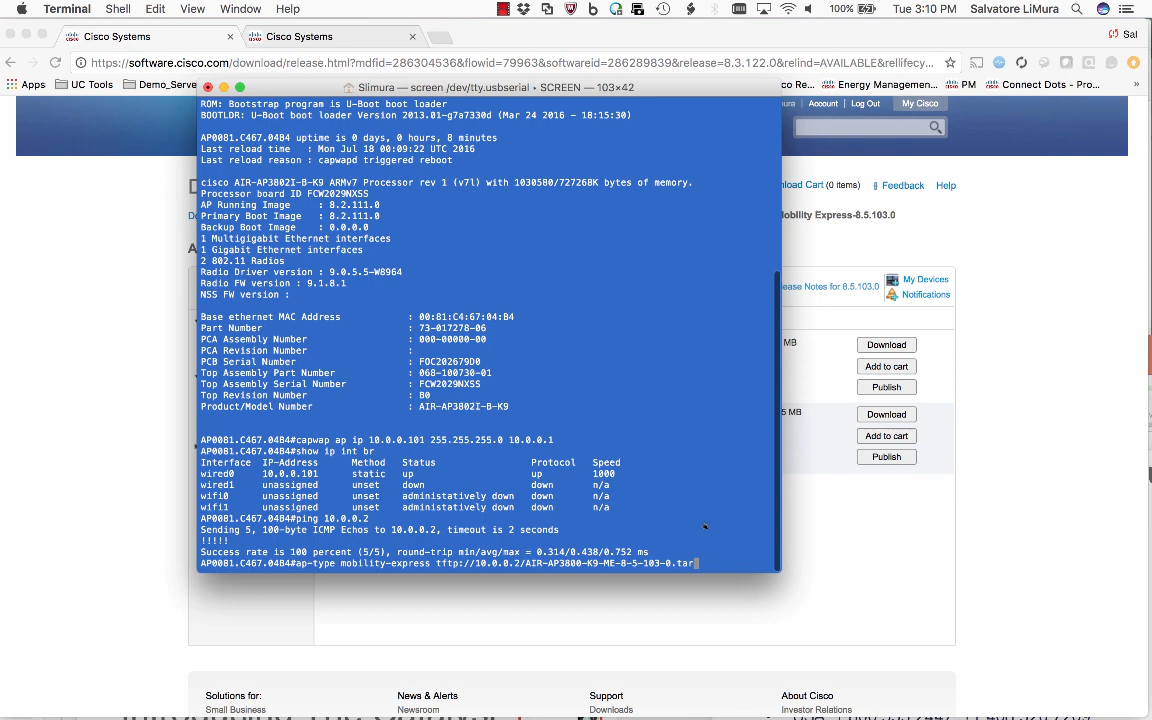 Terminal Shell Edit View Window Help 100% Tue 3:10 PM Salvatore LiMura
Cisco Systems × Cisco Systems × Sal
https://software.cisco.com/download/release.html?mdfid=286304536&flowid=79963&softwareid=286289839&release=8.3.122.0&relind=AVAILABLE&rellifecy...
Apps UC Tools Demo_Serve co Re... Energy Managemen... PM Connect Dots - Pro... »
Slimura — screen /dev/tty.usbserial • SCREEN — 103×42
Account Log Out My Cisco
ROM: Bootstrap program is U-Boot boot loader
BOOTLDR: U-Boot boot loader Version 2013.01-g7a7330d (Mar 24 2016 - 18:15:30)
AP0081.C467.04B4 uptime is 0 days, 0 hours, 8 minutes
Last reload time : Mon Jul 18 00:09:22 UTC 2016
Last reload reason : capwapd triggered reboot
cisco AIR-AP3802I-B-K9 ARMv7 Processor rev 1 (v7l) with 1030580/727268K bytes of memory.
Processor board ID FCW2029NXSS
AP Running Image : 8.2.111.0
Primary Boot Image : 8.2.111.0
Backup Boot Image : 0.0.0.0
1 Multigigabit Ethernet interfaces
1 Gigabit Ethernet interfaces
2 802.11 Radios
Radio Driver version : 9.0.5.5-W8964
Radio FW version : 9.1.8.1
NSS FW version :
Base ethernet MAC Address : 00:81:C4:67:04:B4
Part Number : 73-017278-06
PCA Assembly Number : 000-00000-00
PCA Revision Number :
PCB Serial Number : FOC202679D0
Top Assembly Part Number : 068-100730-01
Top Assembly Serial Number : FCW2029NXSS
Top Revision Number : B0
Product/Model Number : AIR-AP3802I-B-K9
AP0081.C467.04B4#capwap ap ip 10.0.0.101 255.255.255.0 10.0.0.1
AP0081.C467.04B4#show ip int br
Interface IP-Address Method Status Protocol Speed
wired0 10.0.0.101 static up up 1000
wired1 unassigned unset down down n/a
wifi0 unassigned unset administatively down down n/a
wifi1 unassigned unset administatively down down n/a
AP0081.C467.04B4#ping 10.0.0.2
Sending 5, 100-byte ICMP Echos to 10.0.0.2, timeout is 2 seconds
!!!!!
Success rate is 100 percent (5/5), round-trip min/avg/max = 0.314/0.438/0.752 ms
AP0081.C467.04B4#ap-type mobility-express tftp://10.0.0.2/AIR-AP3800-K9-ME-8-5-103-0.tar
load Cart (0 items) Feedback Help
Mobility Express-8.5.103.0
ease Notes for 8.5.103.0
My Devices
Notifications
MB
Download
Add to cart
Publish
5 MB
Download
Add to cart
Publish
Solutions for: News & Alerts Support About Cisco
Small Business Newsroom Downloads Investor Relations